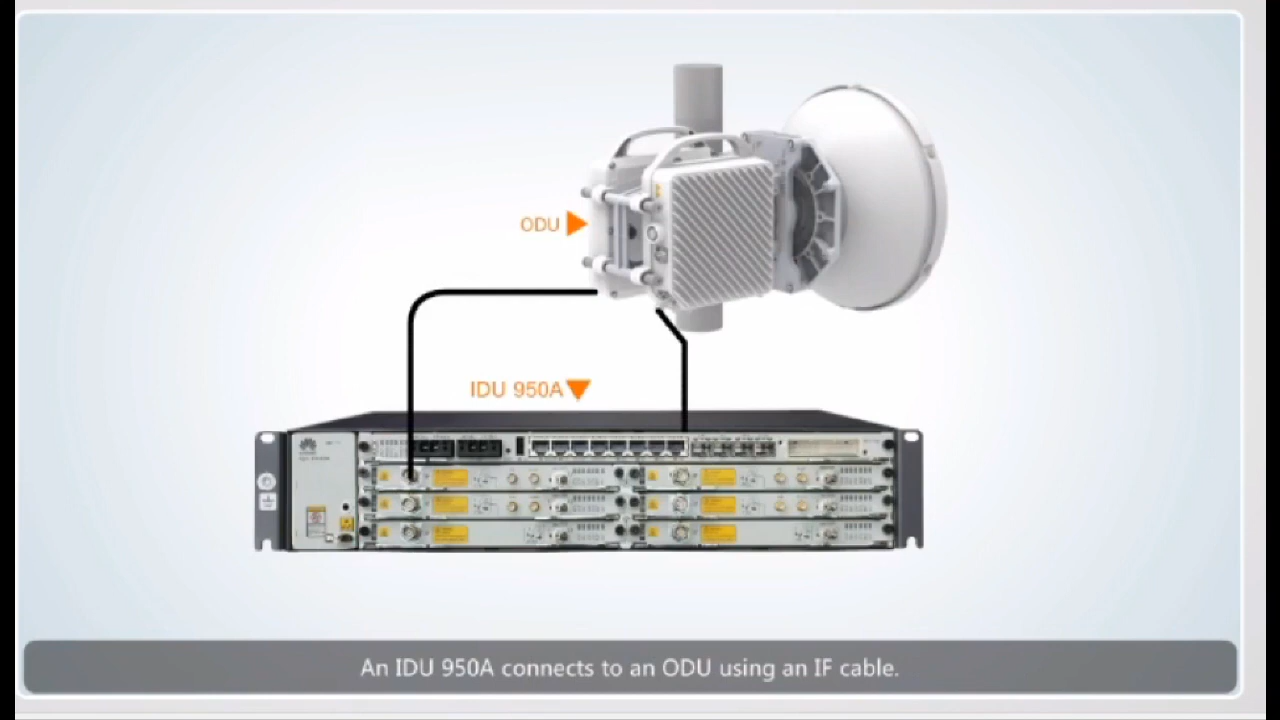 ODU
IDU 950A
An IDU 950A connects to an ODU using an IF cable.